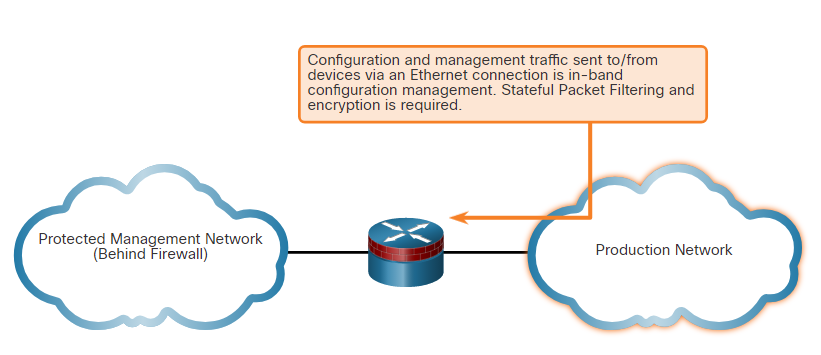 Configuration and management traffic sent to/from
devices via an Ethernet connection is in-band
configuration management. Stateful Packet Filtering and
encryption is required.
Protected Management Network
(Behind Firewall)
Production Network